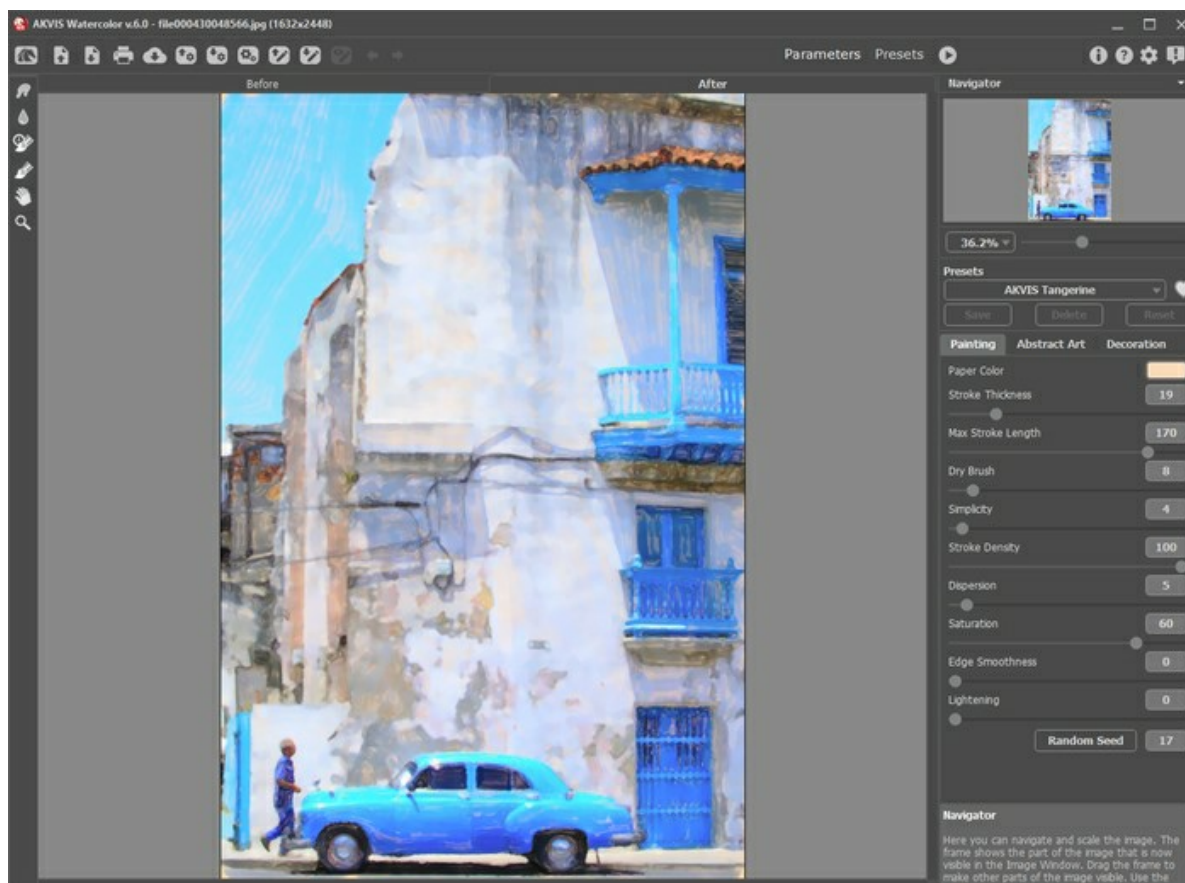 AKVIS Watercolor v.6.0 - file000430048566.jpg (1632x2448)
Parameters Presets
Before After
Navigator
36.2%
Presets
AKVIS Tangerine
Save Delete Reset
Painting Abstract Art Decoration
Paper Color
Stroke Thickness 19
Max Stroke Length 170
Dry Brush 8
Simplicity 4
Stroke Density 100
Dispersion 5
Saturation 60
Edge Smoothness 0
Lightening 0
Random Seed 17
Navigator
Here you can navigate and scale the image. The
frame shows the part of the image that is now
visible in the Image Window. Drag the frame to
make other parts of the image visible. Use the